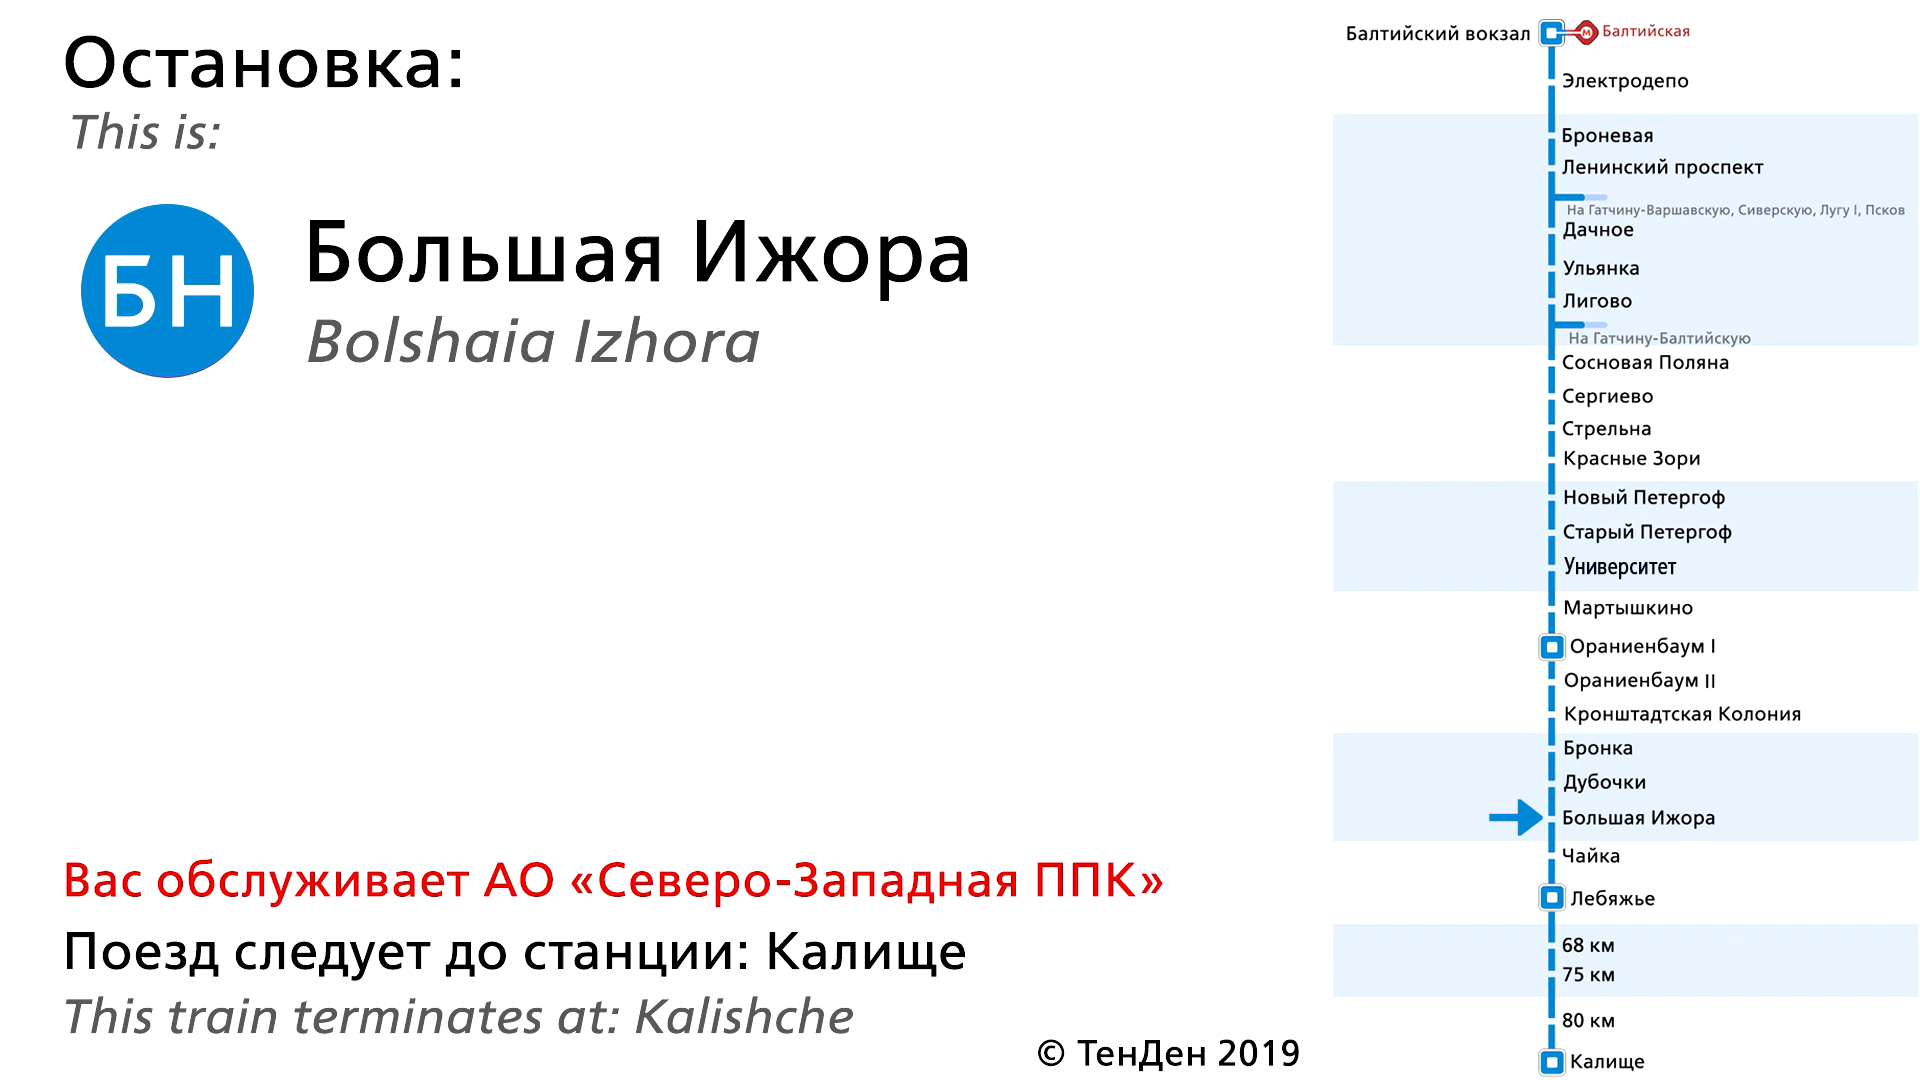 Остановка:
This is:
БН
Большая Ижора
Bolshaia Izhora
Вас обслуживает АО «Северо-Западная ППК»
Поезд следует до станции: Калище
This train terminates at: Kalishche
© ТенДен 2019
Балтийский вокзал
М Балтийская
Электродепо
Броневая
Ленинский проспект
На Гатчину-Варшавскую, Сиверскую, Лугу I, Псков
Дачное
Ульянка
Лигово
На Гатчину-Балтийскую
Сосновая Поляна
Сергиево
Стрельна
Красные Зори
Новый Петергоф
Старый Петергоф
Университет
Мартышкино
Ораниенбаум I
Ораниенбаум II
Кронштадтская Колония
Бронка
Дубочки
Большая Ижора
Чайка
Лебяжье
68 км
75 км
80 км
Калище